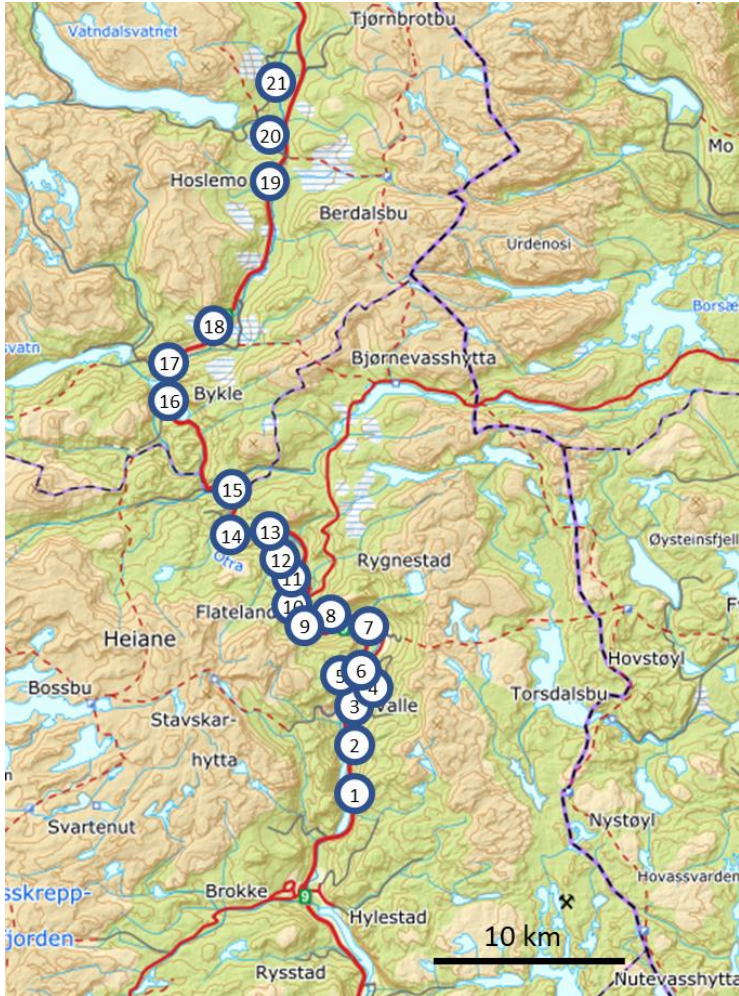 Tjørnbrotbu
Vatndalsvatnet
21
20
Mo
Hoslemo
19
Berdalsbu
Urdenosi
Borsæ
18
svatn
17
Bjørnevasshytta
16
Bykle
15
14
13
Otra
12
Rygnestad
Øysteinsfjell
11
10
Flateland
8
9
7
Heiane
Hovstøyl
6
5
4
Bossbu
Torsdalsbu
3
valle
Stavskar-
hytta
2
n
1
Nystøyl
Svartenut
Hovassvarden
sskrepp-
Brokke
9
Hylestad
fjorden
10 km
Rysstad
Nutevasshytta